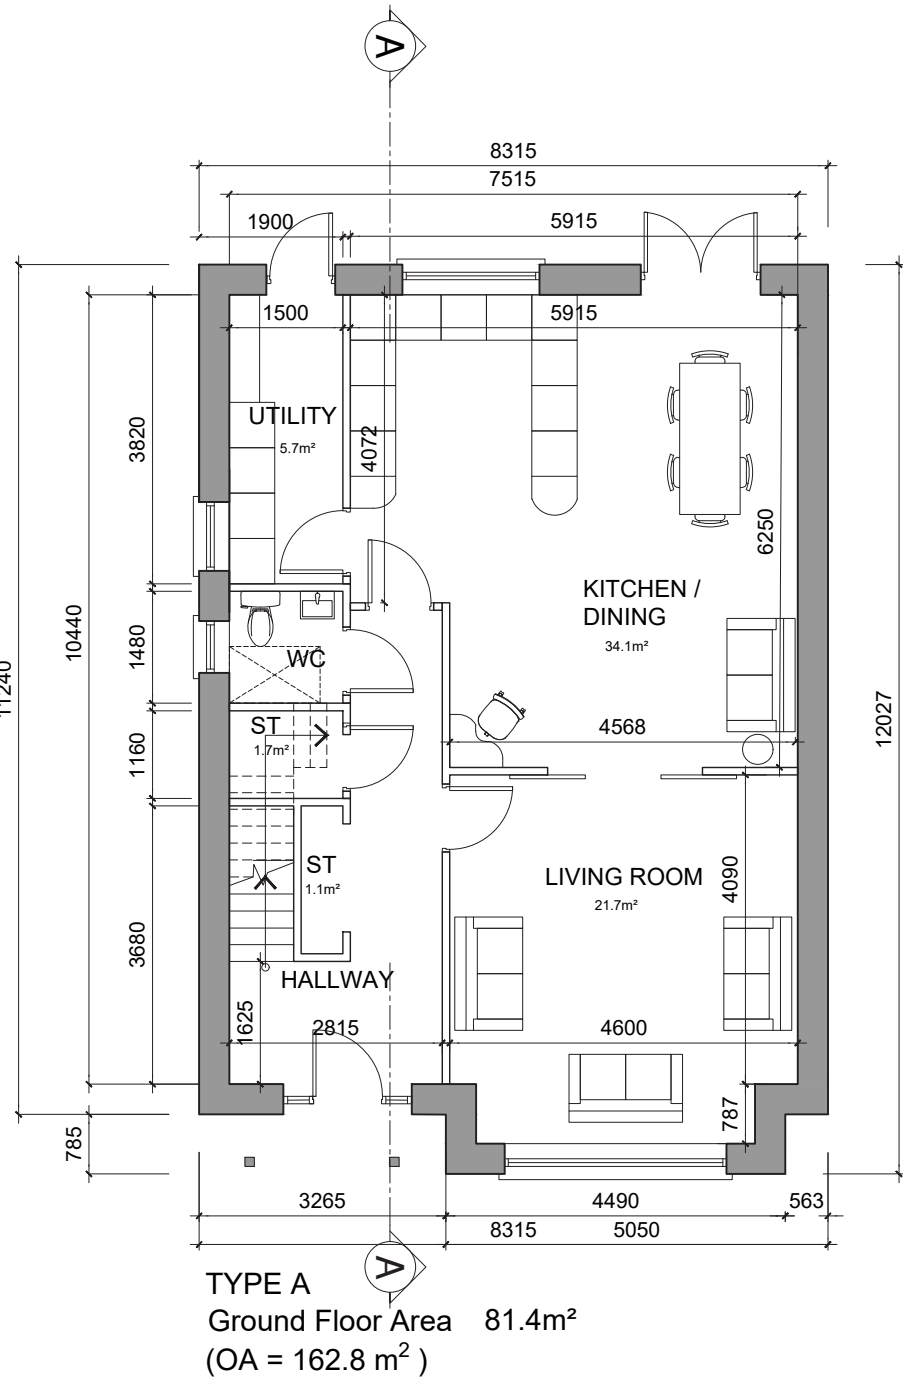 A
8315
7515
1900
5915
1500
5915
UTILITY
5.7m²
4072
3820
6250
KITCHEN /
DINING
34.1m²
10440
11240
1480
WC
ST
1.7m²
4568
12027
1160
ST
1.1m²
LIVING ROOM
21.7m²
4090
3680
HALLWAY
1625
2815
4600
787
785
3265
4490
563
8315
5050
A
TYPE A
Ground Floor Area 81.4m²
(OA = 162.8 m² )